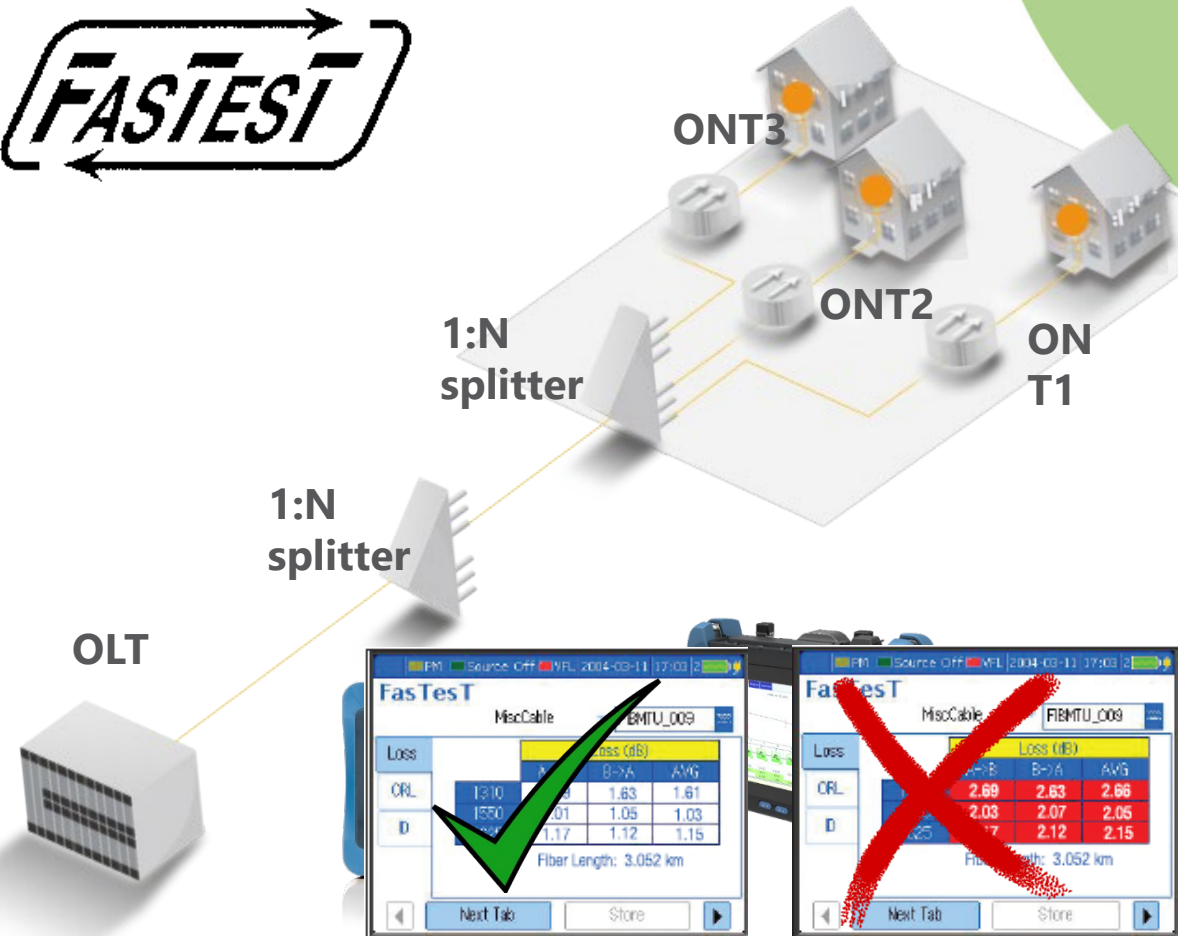 FASTEST
ONT3
ONT2
ON
T1
1:N
splitter
1:N
splitter
OLT
PM Source Off VFL 2004-03-11 17:03
FasTesT
MiscCable
Loss
Loss (dB)
B->A AVG
ORL
1310 1.63 1.61
1550 1.05 1.03
1.17 1.12 1.15
ID
Fiber Length: 3.052 km
Next Tab Store
PM Source Off VFL 2004-03-11 17:03
MiscCable FIBMTU_009
Loss
Loss (dB)
A->B B->A AVG
ORL
2.69 2.63 2.66
2.03 2.07 2.05
2.12 2.15
ID
3.052 km
Next Tab Store